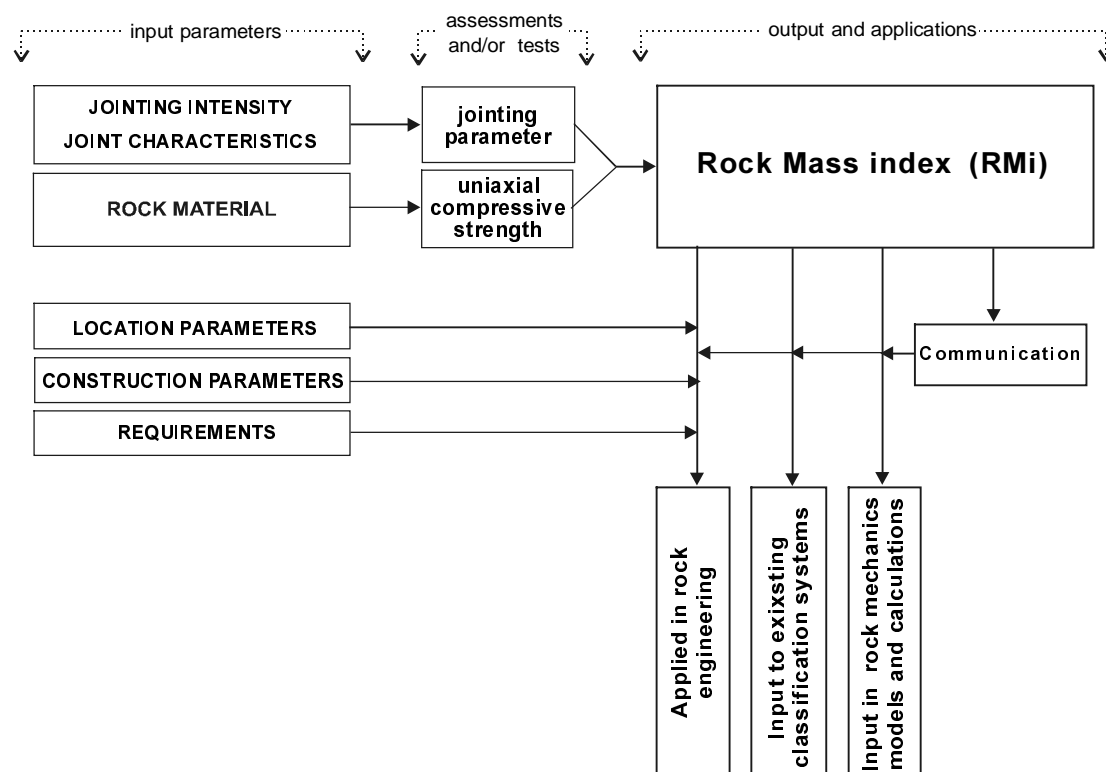 input parameters
assessments
and/or tests
output and applications
JOINTING INTENSITY
JOINT CHARACTERISTICS
jointing
parameter
Rock Mass index (RMi)
ROCK MATERIAL
uniaxial
compressive
strength
LOCATION PARAMETERS
Communication
CONSTRUCTION PARAMETERS
REQUIREMENTS
Applied in rock
engineering
Input to exixsting
classification systems
Input in rock mechanics
models and calculations